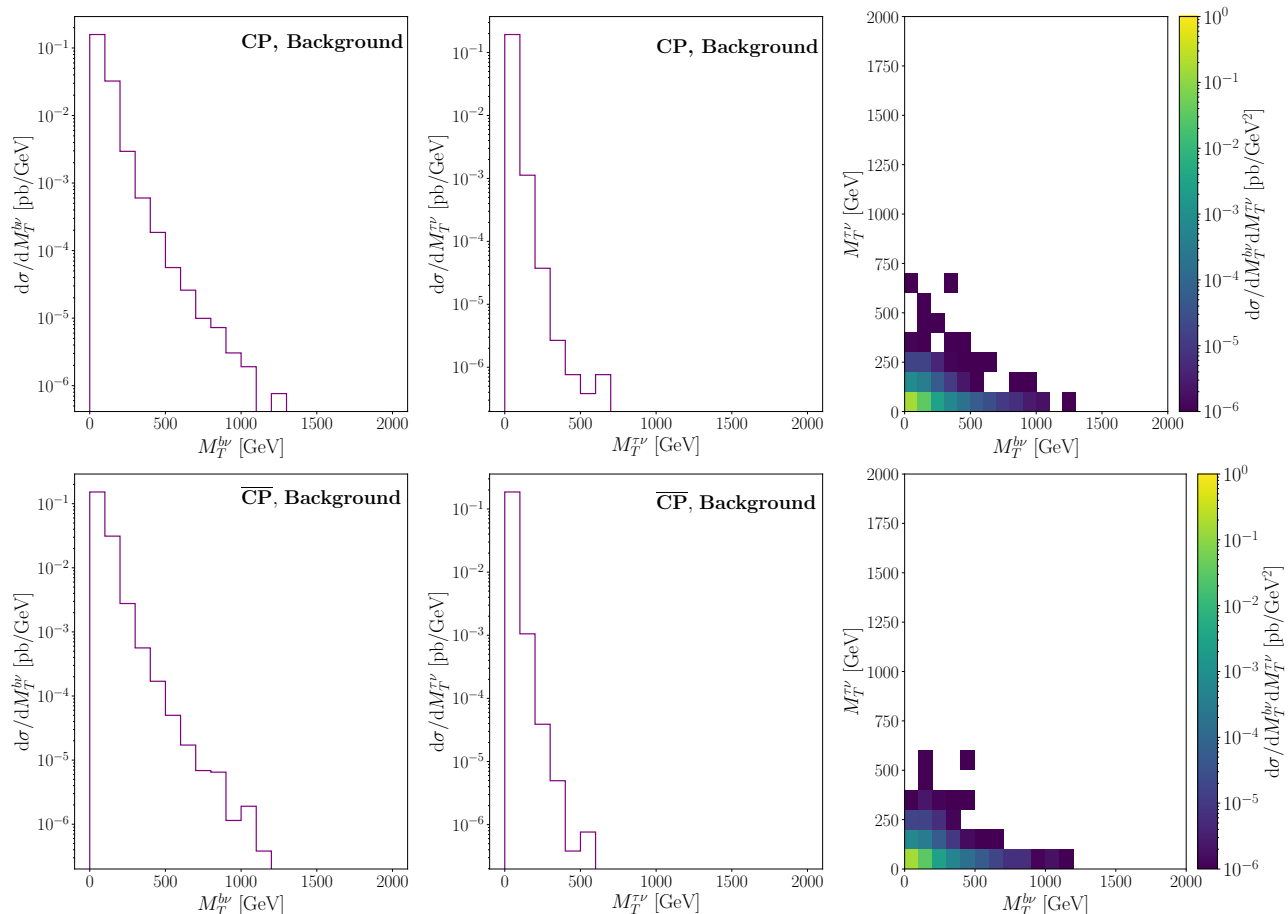 CP, Background
dσ/dM_T^{bν} [pb/GeV]
10^{-1}
10^{-2}
10^{-3}
10^{-4}
10^{-5}
10^{-6}
0 500 1000 1500 2000
M_T^{bν} [GeV]
CP, Background
dσ/dM_T^{τν} [pb/GeV]
10^{-1}
10^{-2}
10^{-3}
10^{-4}
10^{-5}
10^{-6}
0 500 1000 1500 2000
M_T^{τν} [GeV]
M_T^{τν} [GeV]
2000
1750
1500
1250
1000
750
500
250
0
0 500 1000 1500 2000
M_T^{bν} [GeV]
10^{0}
10^{-1}
10^{-2}
10^{-3}
10^{-4}
10^{-5}
10^{-6}
dσ/dM_T^{bν}dM_T^{τν} [pb/GeV^2]
C̅P̅, Background
dσ/dM_T^{bν} [pb/GeV]
10^{-1}
10^{-2}
10^{-3}
10^{-4}
10^{-5}
10^{-6}
0 500 1000 1500 2000
M_T^{bν} [GeV]
C̅P̅, Background
dσ/dM_T^{τν} [pb/GeV]
10^{-1}
10^{-2}
10^{-3}
10^{-4}
10^{-5}
10^{-6}
0 500 1000 1500 2000
M_T^{τν} [GeV]
M_T^{τν} [GeV]
2000
1750
1500
1250
1000
750
500
250
0
0 500 1000 1500 2000
M_T^{bν} [GeV]
10^{0}
10^{-1}
10^{-2}
10^{-3}
10^{-4}
10^{-5}
10^{-6}
dσ/dM_T^{bν}dM_T^{τν} [pb/GeV^2]